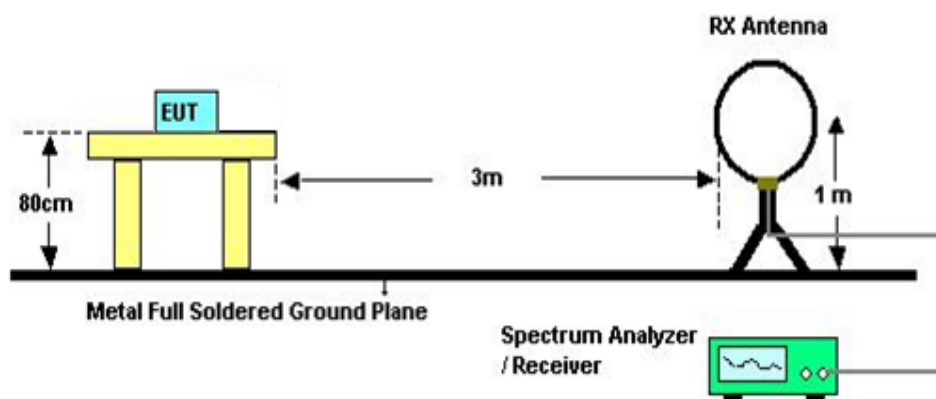 RX Antenna
EUT
80cm
3m
1 m
Metal Full Soldered Ground Plane
Spectrum Analyzer
/ Receiver